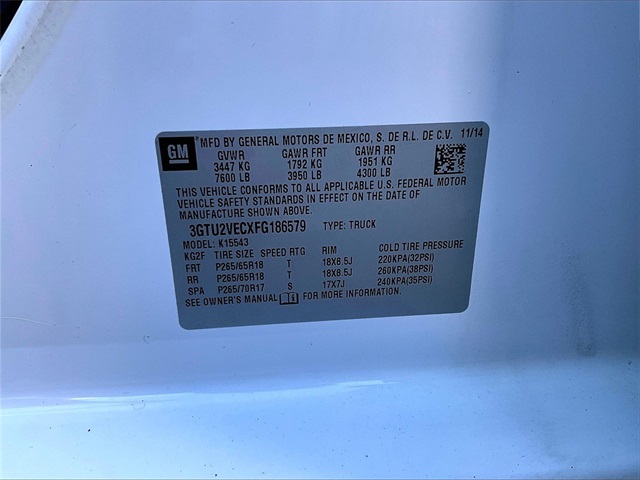 GM
MFD BY GENERAL MOTORS DE MEXICO, S. DE R.L. DE C.V. 11/14
GVWR GAWR FRT GAWR RR
3447 KG 1792 KG 1951 KG
7600 LB 3950 LB 4300 LB
THIS VEHICLE CONFORMS TO ALL APPLICABLE U.S. FEDERAL MOTOR
VEHICLE SAFETY STANDARDS IN EFFECT ON THE DATE OF
MANUFACTURE SHOWN ABOVE.
3GTU2VECXFG186579 TYPE: TRUCK
MODEL: K15543
KG2F TIRE SIZE SPEED RTG RIM COLD TIRE PRESSURE
FRT P265/65R18 T 18X8.5J 220KPA(32PSI)
RR P265/65R18 T 18X8.5J 260KPA(38PSI)
SPA P265/70R17 S 17X7J 240KPA(35PSI)
SEE OWNER'S MANUAL FOR MORE INFORMATION.